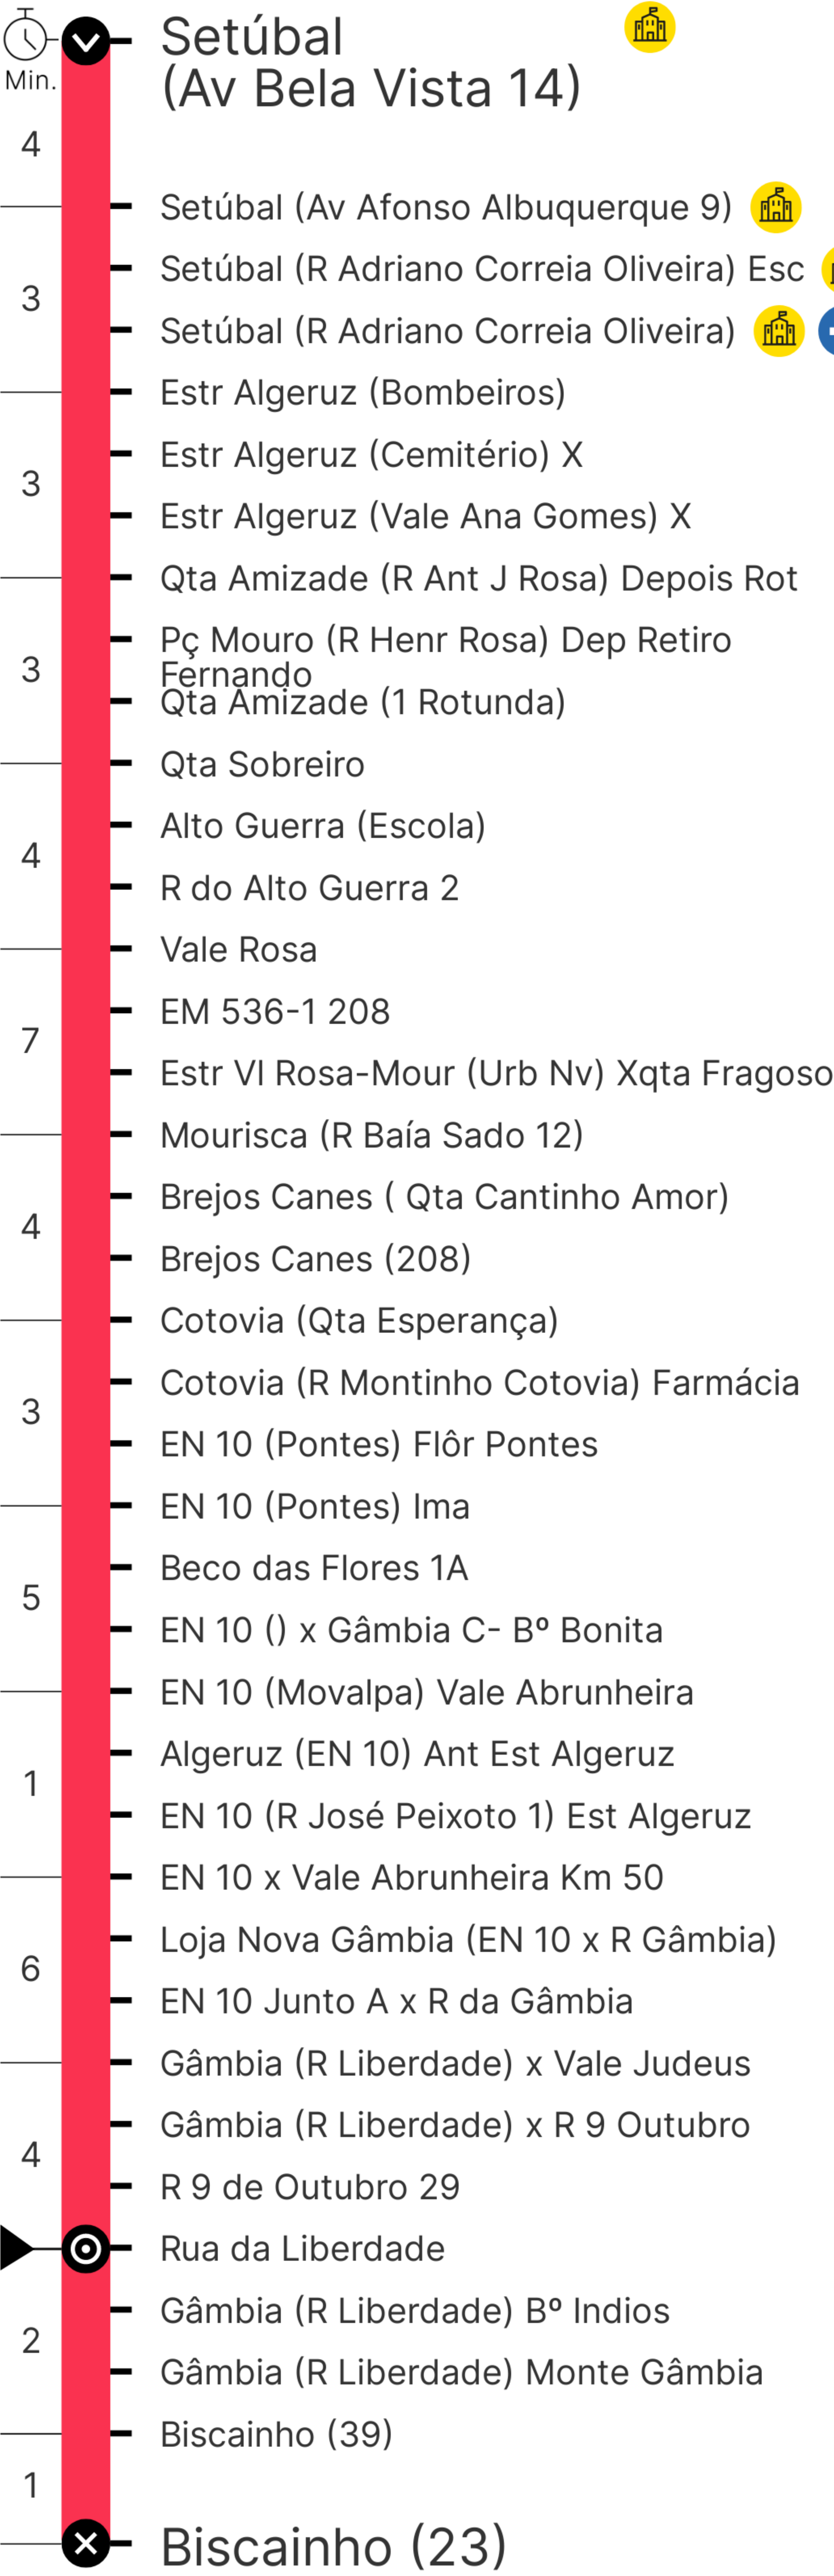 Setúbal
(Av Bela Vista 14)
Min.
4
Setúbal (Av Afonso Albuquerque 9)
Setúbal (R Adriano Correia Oliveira) Esc
3
Setúbal (R Adriano Correia Oliveira)
Estr Algeruz (Bombeiros)
Estr Algeruz (Cemitério) X
3
Estr Algeruz (Vale Ana Gomes) X
Qta Amizade (R Ant J Rosa) Depois Rot
Pç Mouro (R Henr Rosa) Dep Retiro
Fernando
3
Qta Amizade (1 Rotunda)
Qta Sobreiro
Alto Guerra (Escola)
4
R do Alto Guerra 2
Vale Rosa
EM 536-1 208
7
Estr Vl Rosa-Mour (Urb Nv) Xqta Fragoso
Mourisca (R Baía Sado 12)
Brejos Canes ( Qta Cantinho Amor)
4
Brejos Canes (208)
Cotovia (Qta Esperança)
Cotovia (R Montinho Cotovia) Farmácia
3
EN 10 (Pontes) Flôr Pontes
EN 10 (Pontes) Ima
Beco das Flores 1A
5
EN 10 () x Gâmbia C- Bº Bonita
EN 10 (Movalpa) Vale Abrunheira
Algeruz (EN 10) Ant Est Algeruz
1
EN 10 (R José Peixoto 1) Est Algeruz
EN 10 x Vale Abrunheira Km 50
Loja Nova Gâmbia (EN 10 x R Gâmbia)
6
EN 10 Junto A x R da Gâmbia
Gâmbia (R Liberdade) x Vale Judeus
Gâmbia (R Liberdade) x R 9 Outubro
4
R 9 de Outubro 29
Rua da Liberdade
Gâmbia (R Liberdade) Bº Indios
2
Gâmbia (R Liberdade) Monte Gâmbia
Biscainho (39)
1
Biscainho (23)